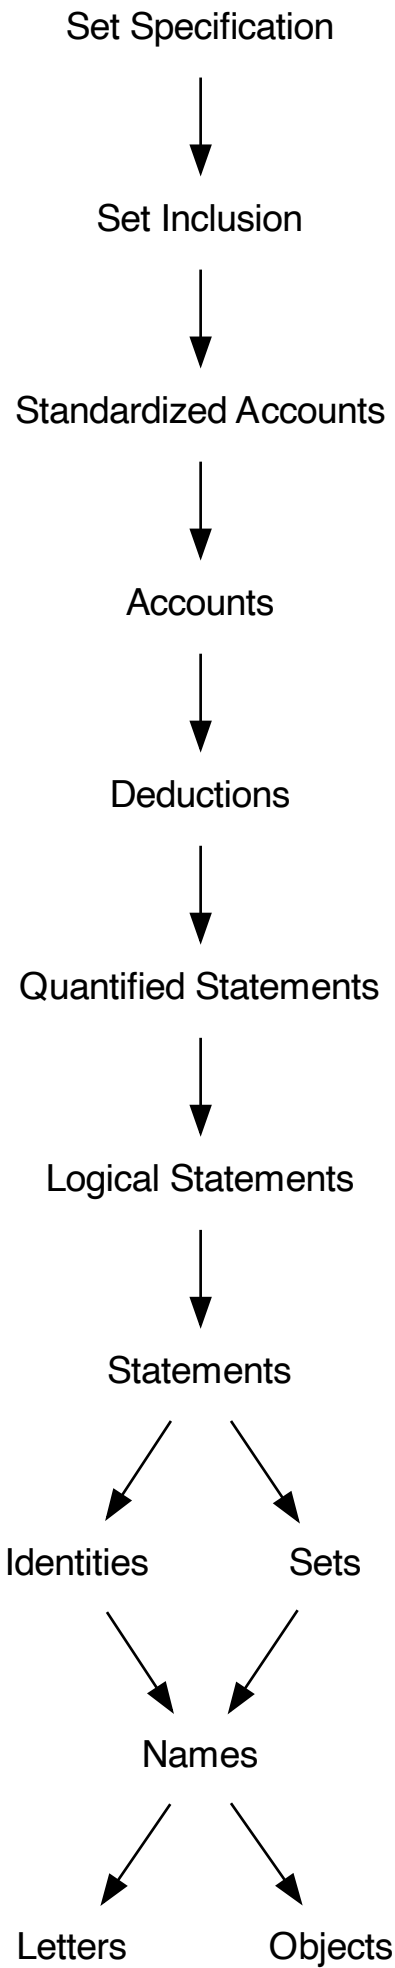 Set Specification
Set Inclusion
Standardized Accounts
Accounts
Deductions
Quantified Statements
Logical Statements
Statements
Identities
Sets
Names
Letters
Objects